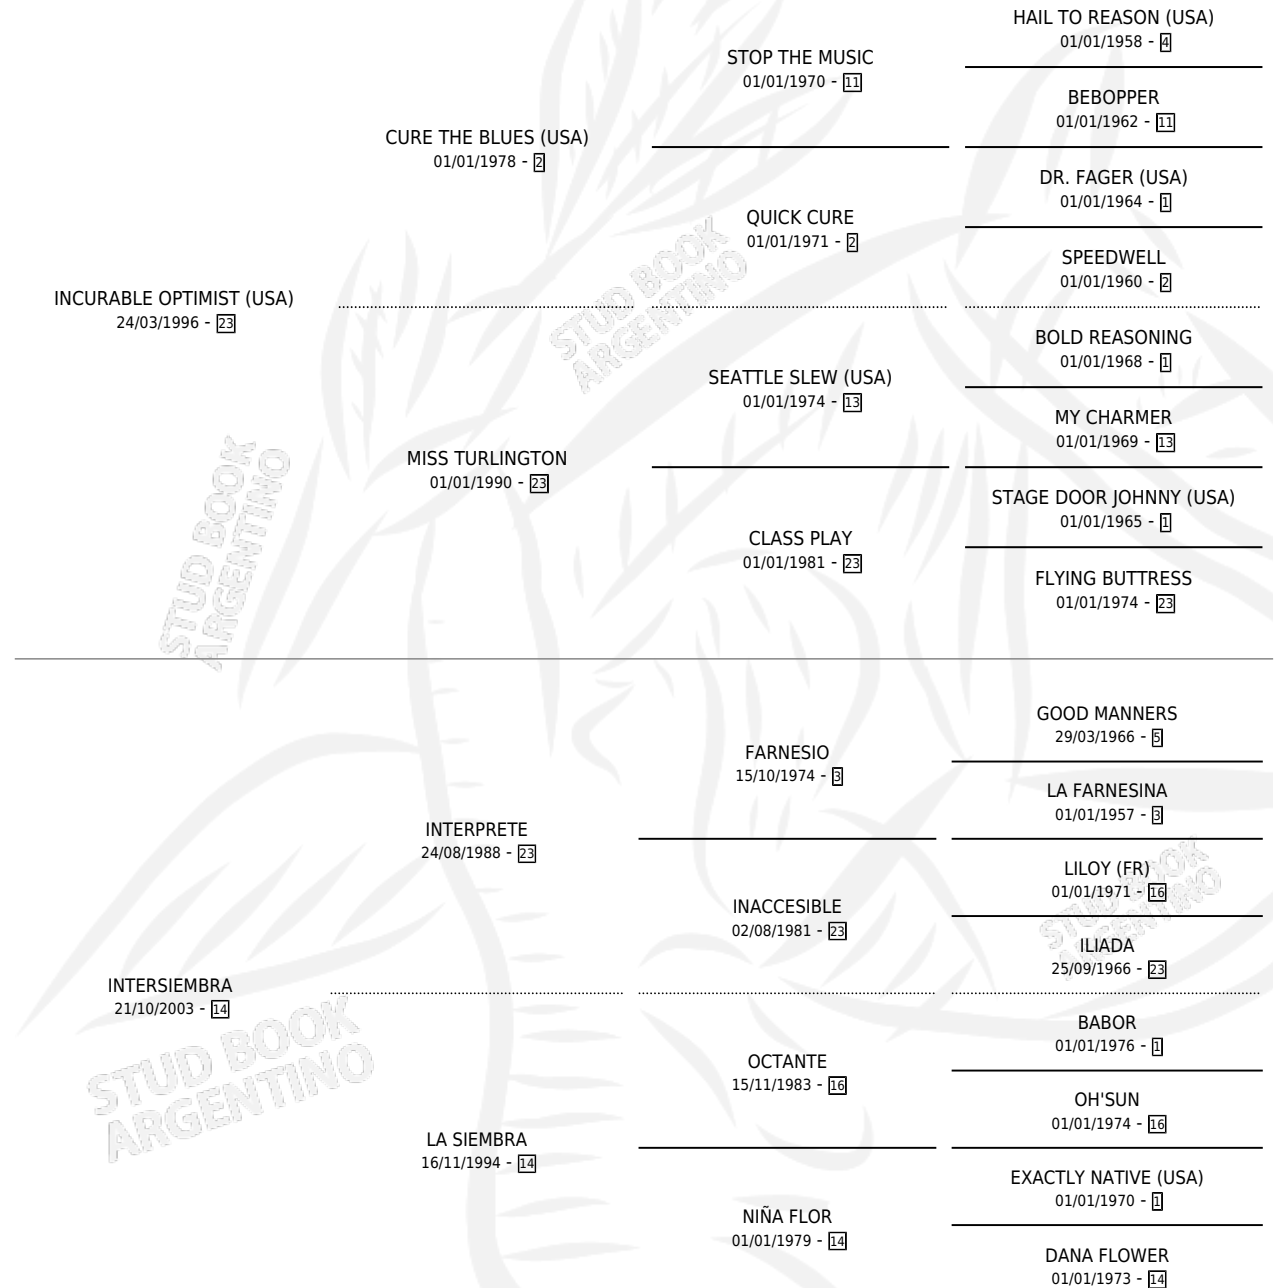 HAIL TO REASON (USA)
01/01/1958 - 4
STOP THE MUSIC
01/01/1970 - 11
BEBOPPER
01/01/1962 - 11
CURE THE BLUES (USA)
01/01/1978 - 2
DR. FAGER (USA)
01/01/1964 - 1
QUICK CURE
01/01/1971 - 2
SPEEDWELL
01/01/1960 - 2
INCURABLE OPTIMIST (USA)
24/03/1996 - 23
BOLD REASONING
01/01/1968 - 1
SEATTLE SLEW (USA)
01/01/1974 - 13
MY CHARMER
01/01/1969 - 13
MISS TURLINGTON
01/01/1990 - 23
STAGE DOOR JOHNNY (USA)
01/01/1965 - 1
CLASS PLAY
01/01/1981 - 23
FLYING BUTTRESS
01/01/1974 - 23
GOOD MANNERS
29/03/1966 - 5
FARNESIO
15/10/1974 - 3
LA FARNESINA
01/01/1957 - 3
INTERPRETE
24/08/1988 - 23
LILOY (FR)
01/01/1971 - 16
INACCESIBLE
02/08/1981 - 23
ILIADA
25/09/1966 - 23
INTERSIEMBRA
21/10/2003 - 14
BABOR
01/01/1976 - 1
OCTANTE
15/11/1983 - 16
OH'SUN
01/01/1974 - 16
LA SIEMBRA
16/11/1994 - 14
EXACTLY NATIVE (USA)
01/01/1970 - 1
NIÑA FLOR
01/01/1979 - 14
DANA FLOWER
01/01/1973 - 14
STUD BOOK
ARGENTINO
STUD BOOK
ARGENTINO
STUD BOOK
ARGENTINO
STUD BOOK
ARGENTINO